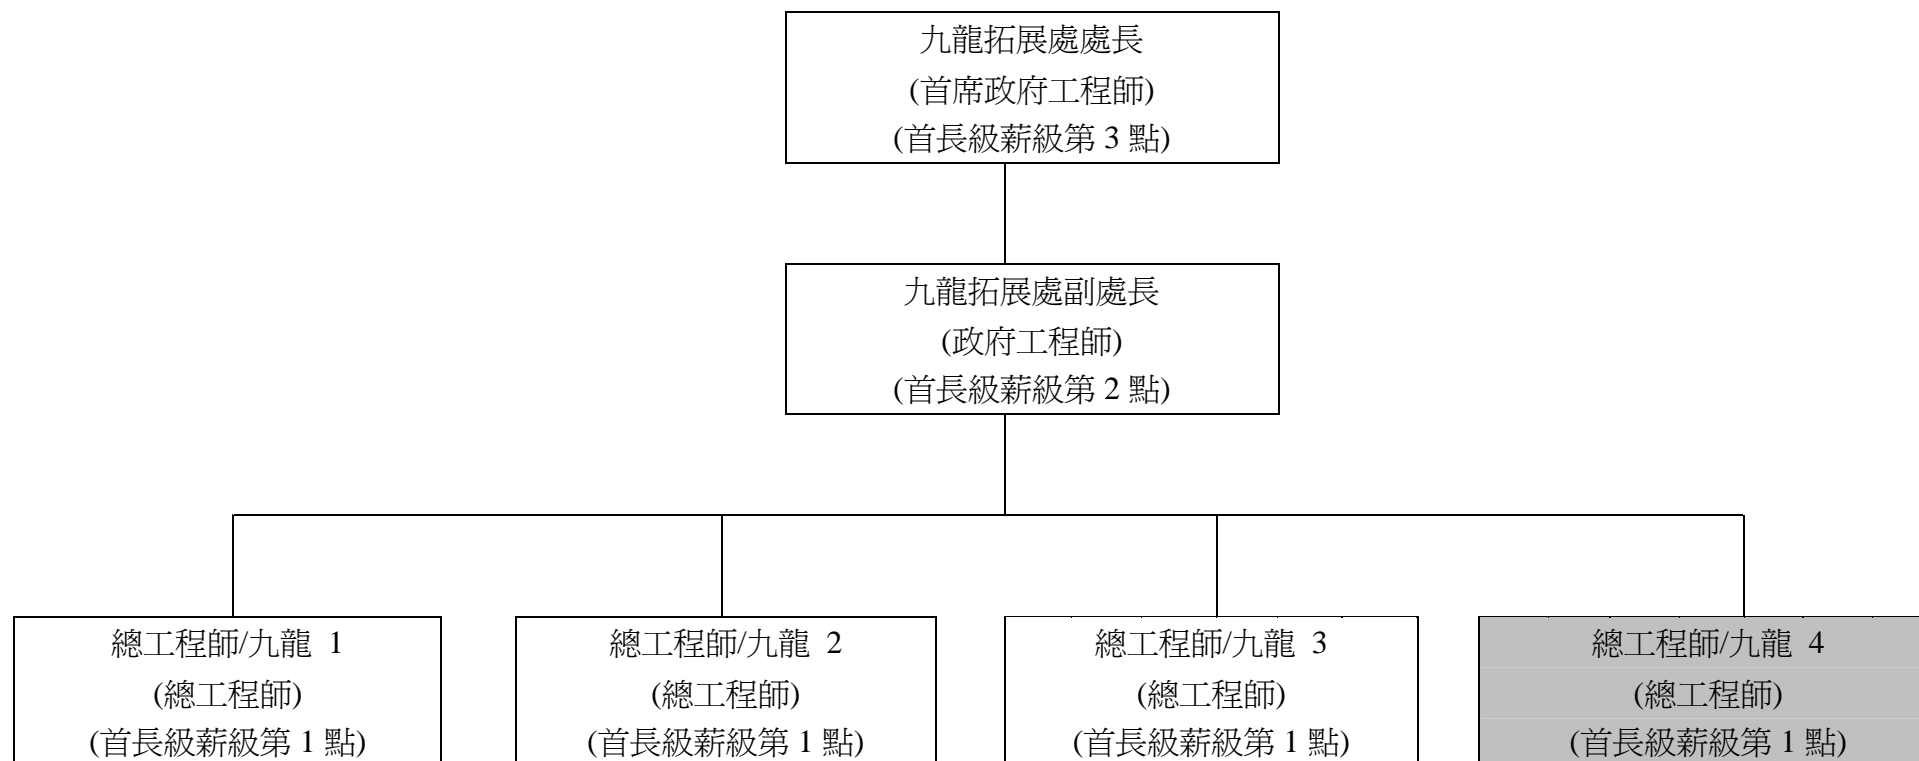 九龍拓展處處長
(首席政府工程師)
(首長級薪級第 3 點)
九龍拓展處副處長
(政府工程師)
(首長級薪級第 2 點)
總工程師/九龍 1
(總工程師)
(首長級薪級第 1 點)
總工程師/九龍 2
(總工程師)
(首長級薪級第 1 點)
總工程師/九龍 3
(總工程師)
(首長級薪級第 1 點)
總工程師/九龍 4
(總工程師)
(首長級薪級第 1 點)